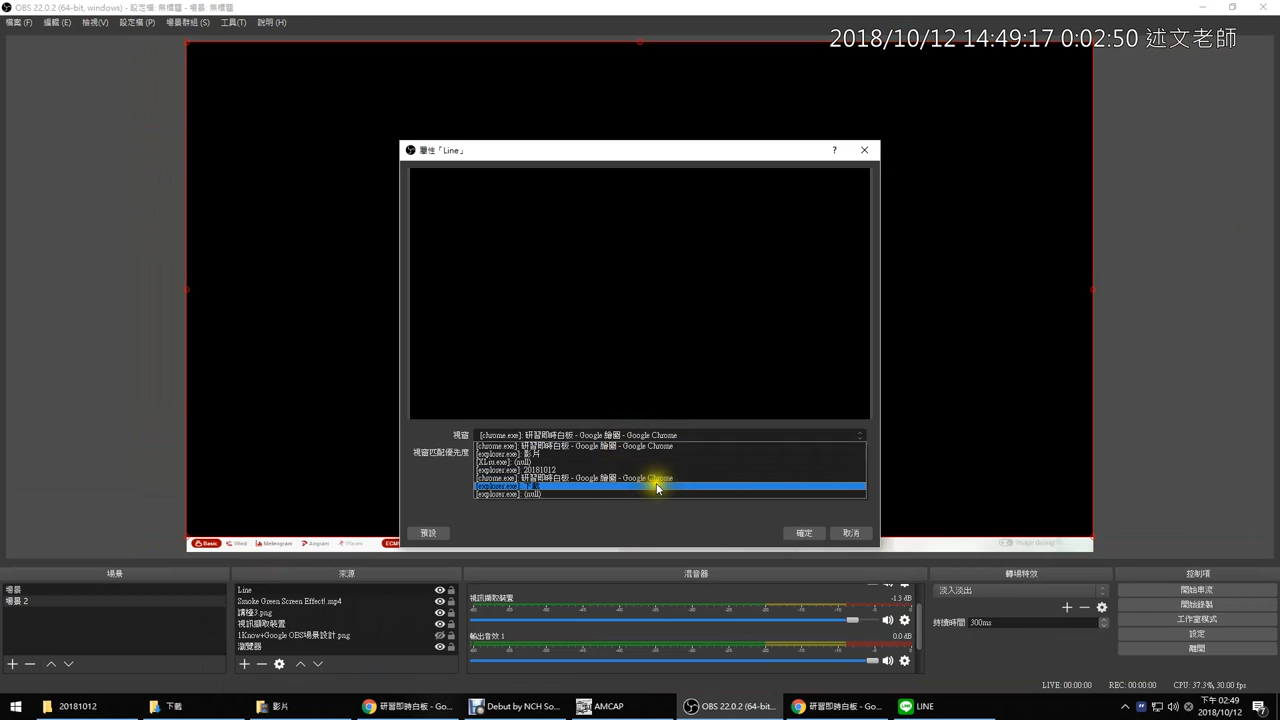 OBS 22.0.2 (64-bit, windows) - 設定檔: 無標題 - 場景: 無標題
檔案 (F) 編輯 (E) 檢視(V) 設定檔 (P) 場景群組 (S) 工具(T) 說明 (H)
2018/10/12 14:49:17 0:02:50 述文老師
屬性「Line」
視窗 [chrome.exe]: 研習即時白板 - Google 繪圖 - Google Chrome
視窗匹配優先度
[chrome.exe]: 研習即時白板 - Google 繪圖 - Google Chrome
[explorer.exe]: 影片
(null)
[explorer.exe]: 20181012
[chrome.exe]: 研習即時白板 - Google 繪圖 - Google Chrome
[explorer.exe]: 下載
[explorer.exe]: (null)
預設 確定 取消
Basic Wind Meteogram Airgram Waves
場景 來源 混音器 轉場特效 控制項
場景
場景 2
Line
Smoke Green Screen Effect!.mp4
講檯3.png
視訊擷取裝置
1Know+Google OBS場景設計.png
瀏覽器
視訊擷取裝置 -1.3 dB
輸出音效 1 0.0 dB
淡入淡出
持續時間 300ms
開始串流
開始錄製
工作室模式
設定
離開
LIVE: 00:00:00 REC: 00:00:00 CPU: 37.3%, 30.00 fps
20181012 下載 影片 研習即時白板 - Go... Debut by NCH So... AMCAP OBS 22.0.2 (64-bit... 研習即時白板 - Go... LINE
下午 02:49
2018/10/12